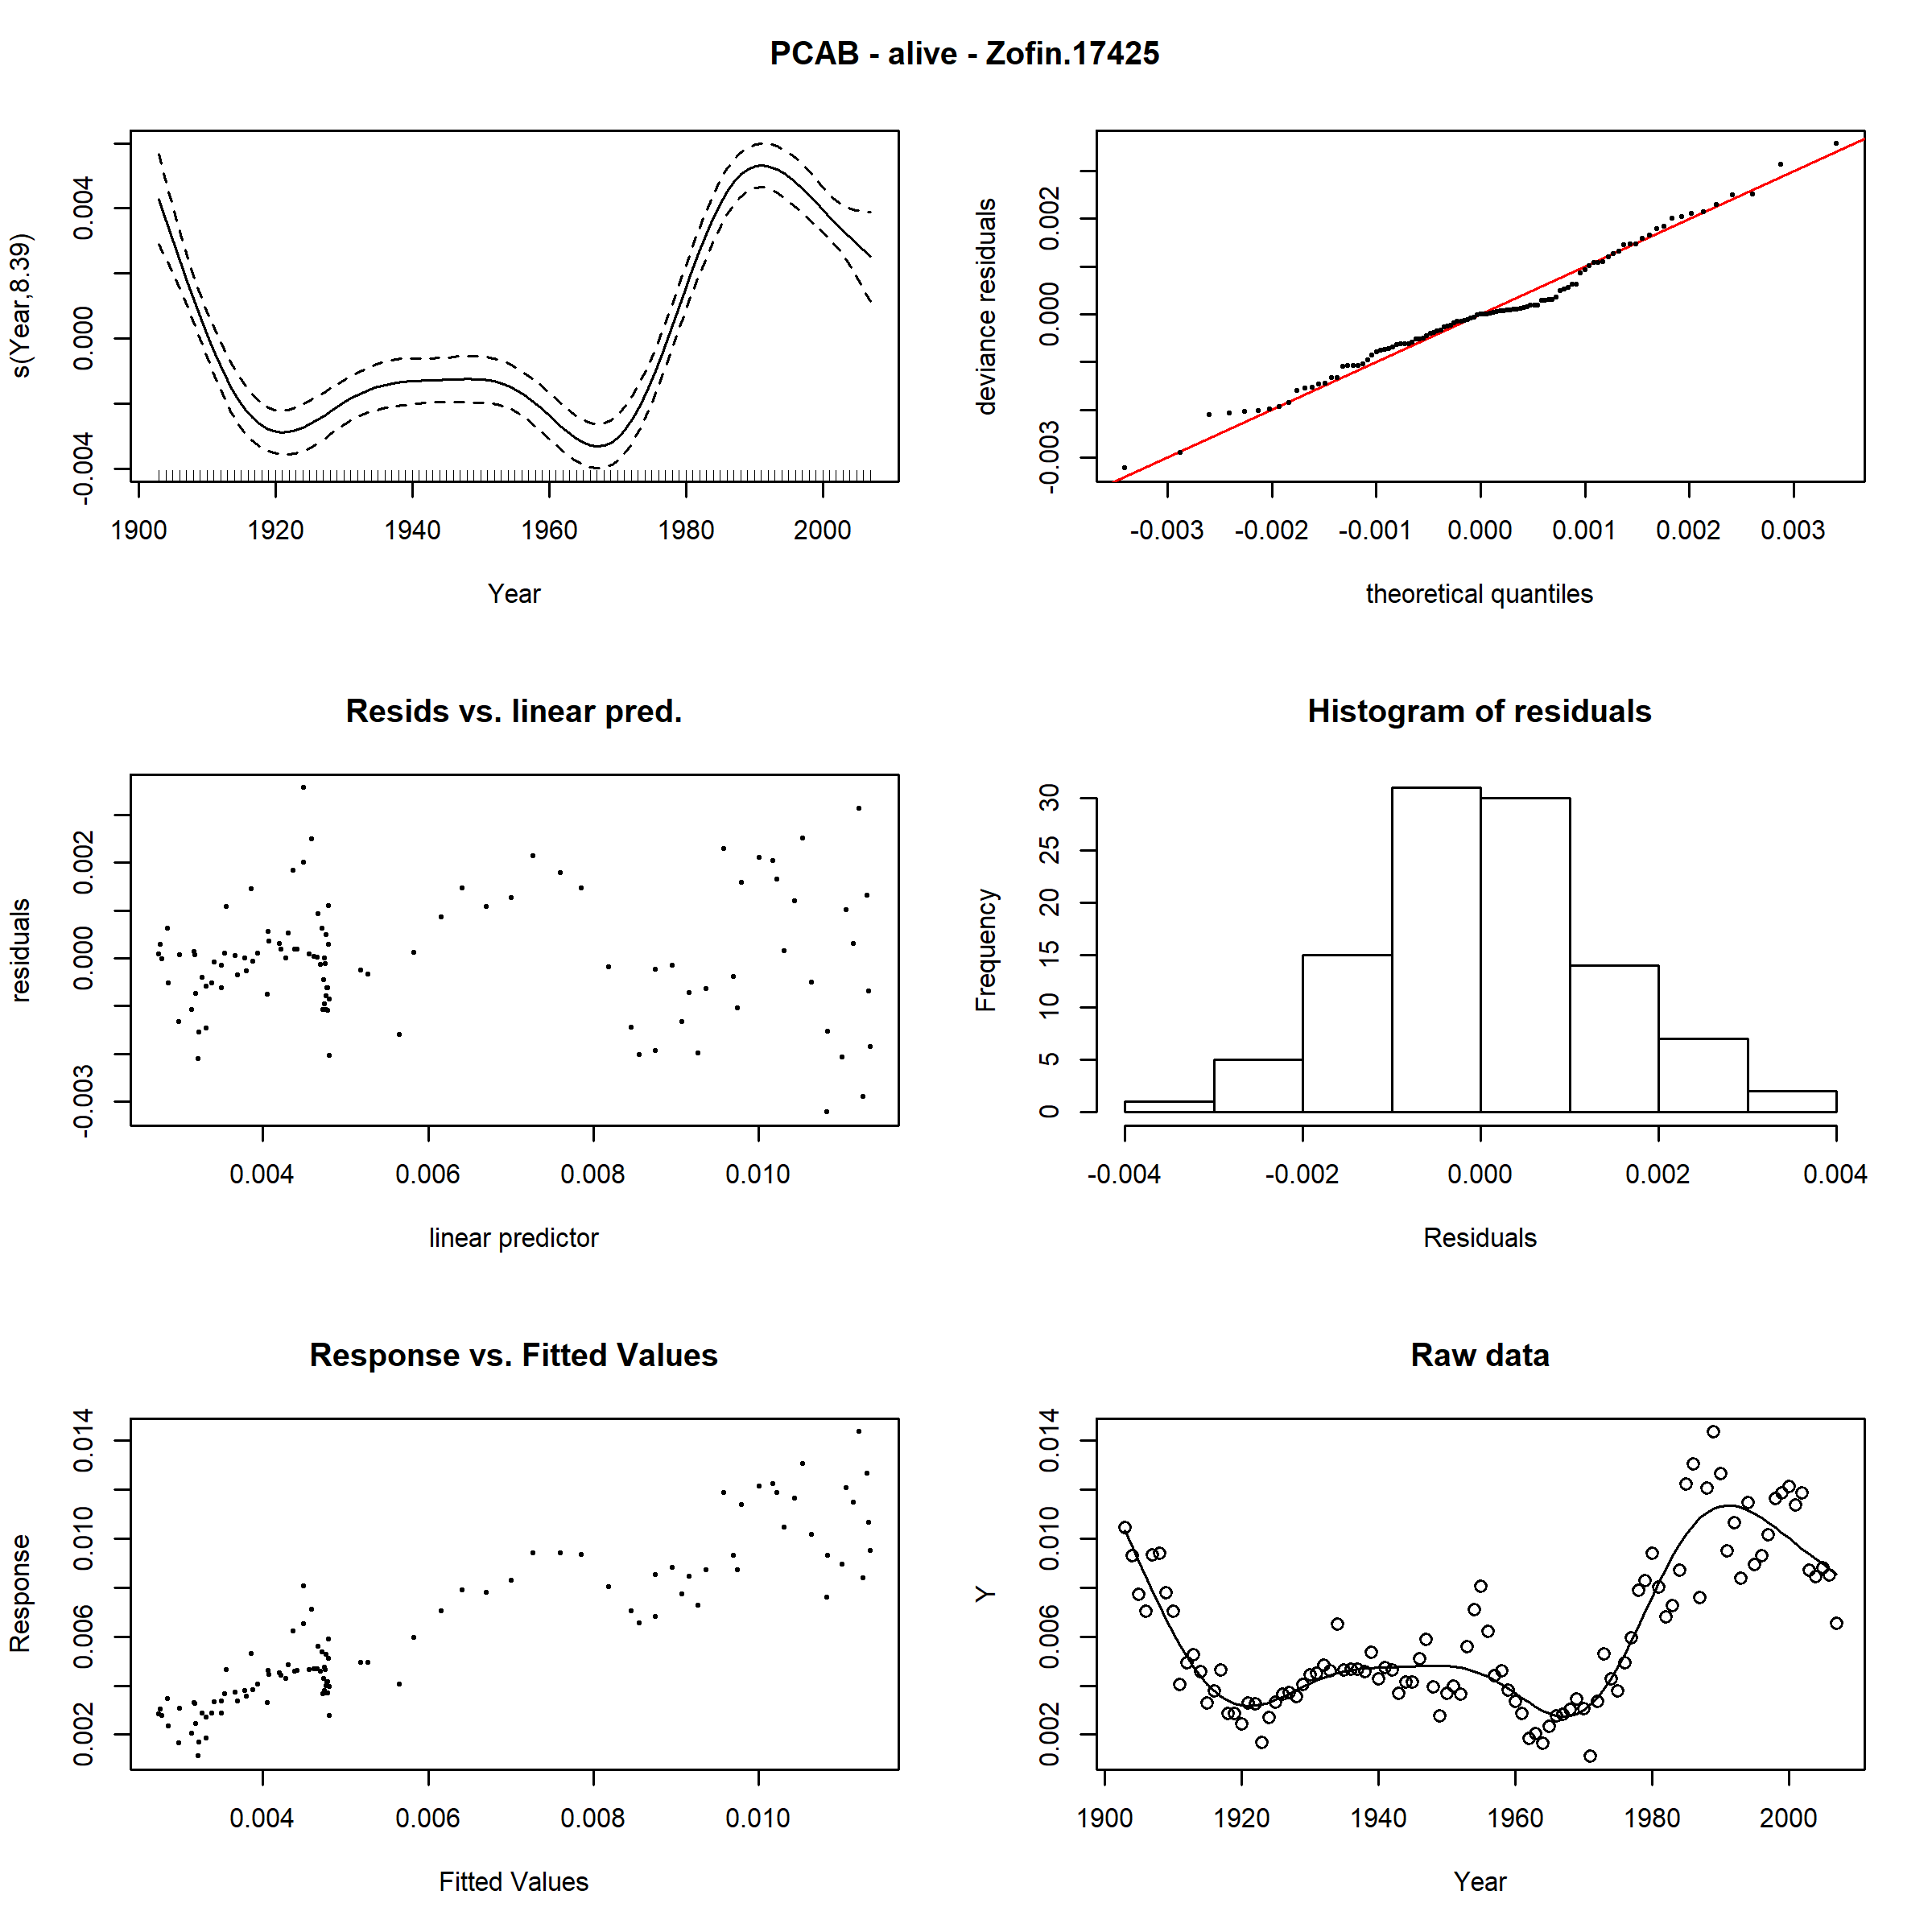 PCAB - alive - Zofin.17425
s(Year,8.39)
-0.004 0.000 0.004
1900 1920 1940 1960 1980 2000
Year
deviance residuals
-0.003 0.000 0.002
-0.003 -0.002 -0.001 0.000 0.001 0.002 0.003
theoretical quantiles
Resids vs. linear pred.
residuals
-0.003 0.000 0.002
0.004 0.006 0.008 0.010
linear predictor
Histogram of residuals
Frequency
0 5 10 15 20 25 30
-0.004 -0.002 0.000 0.002 0.004
Residuals
Response vs. Fitted Values
Response
0.002 0.006 0.010 0.014
0.004 0.006 0.008 0.010
Fitted Values
Raw data
Y
0.002 0.006 0.010 0.014
1900 1920 1940 1960 1980 2000
Year